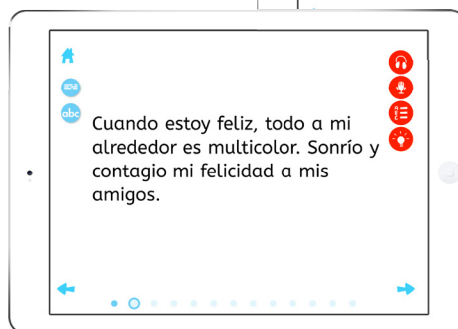 abc
Cuando estoy feliz, todo a mi
alrededor es multicolor. Sonrío y
contagio mi felicidad a mis
amigos.